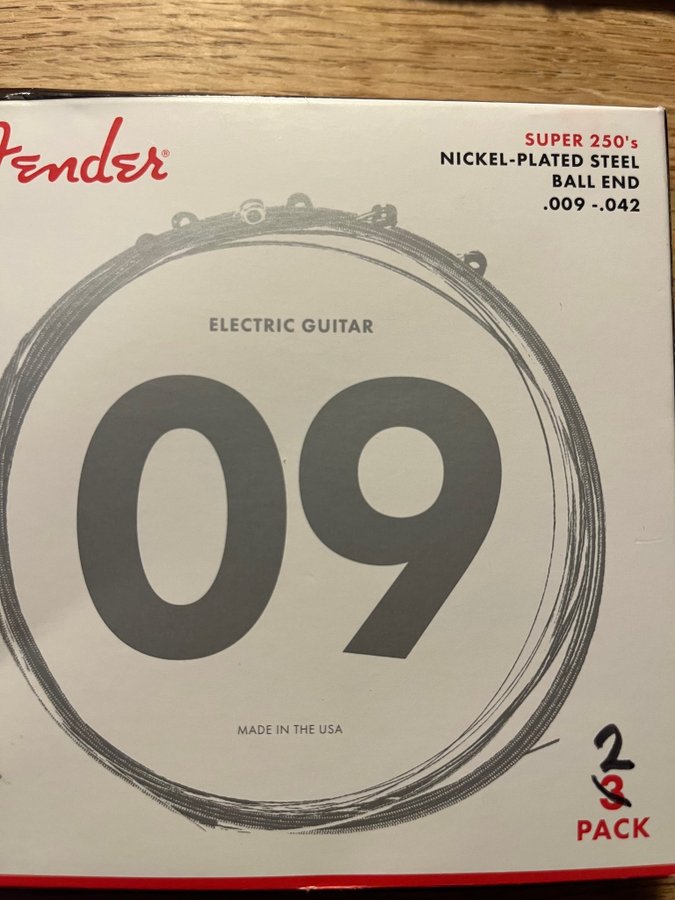 Fender®
SUPER 250's
NICKEL-PLATED STEEL
BALL END
.009 -.042
ELECTRIC GUITAR
09
MADE IN THE USA
2
3
PACK